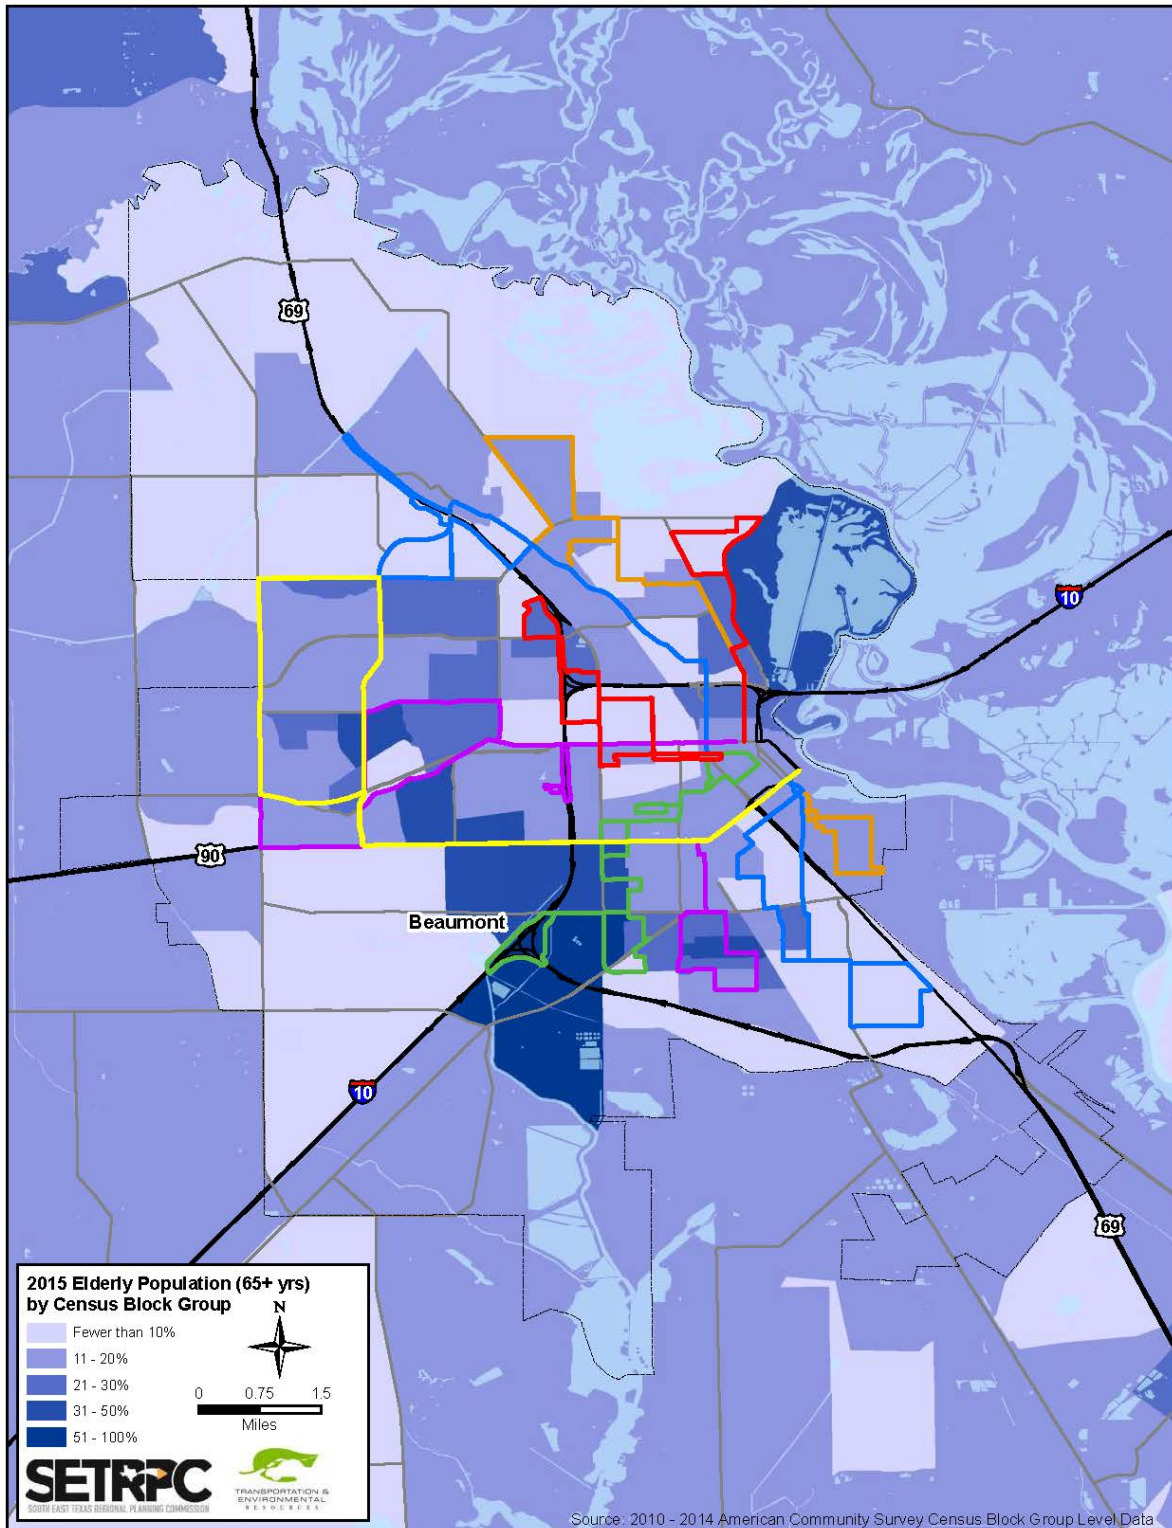 69
10
90
Beaumont
10
69
2015 Elderly Population (65+ yrs)
by Census Block Group
N
Fewer than 10%
11 - 20%
21 - 30%
31 - 50%
51 - 100%
0 0.75 1.5
Miles
SETRPC
SOUTH EAST TEXAS REGIONAL PLANNING COMMISSION
TRANSPORTATION &
ENVIRONMENTAL
RESOURCES
Source: 2010 - 2014 American Community Survey Census Block Group Level Data